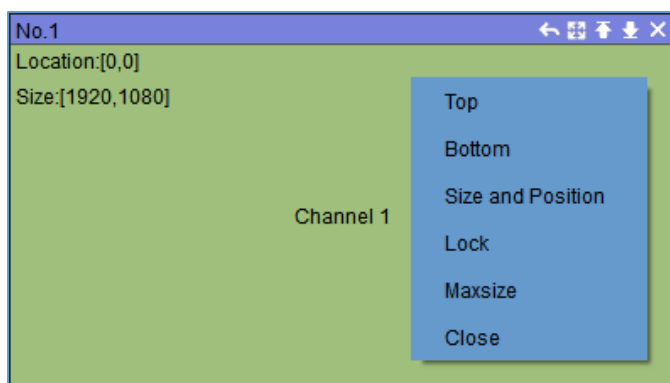 No.1
Location:[0,0]
Size:[1920,1080]
Channel 1
Top
Bottom
Size and Position
Lock
Maxsize
Close